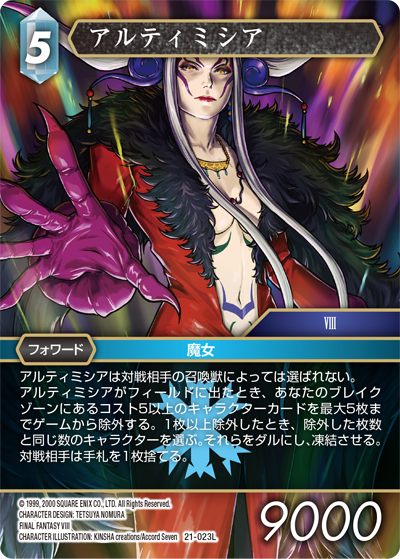 5
アルティミシア
VIII
フォワード
魔女
アルティミシアは対戦相手の召喚獣によっては選ばれない。
アルティミシアがフィールドに出たとき、あなたのブレイク
ゾーンにあるコスト5以上のキャラクターカードを最大5枚ま
でゲームから除外する。1枚以上除外したとき、除外した枚数
と同じ数のキャラクターを選ぶ。それらをダルにし、凍結させる。
対戦相手は手札を1枚捨てる。
© 1999, 2000 SQUARE ENIX CO., LTD. All Rights Reserved.
CHARACTER DESIGN: TETSUYA NOMURA
FINAL FANTASY VIII
CHARACTER ILLUSTRATION: KINSHA creations/Accord Seven
21-023L
9000